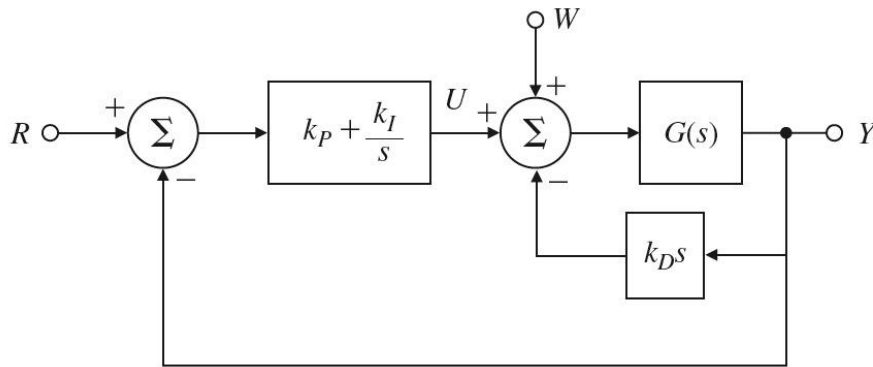 W
R
+
Σ
−
k_P + k_I/s
U
+
+
Σ
−
G(s)
Y
k_D s